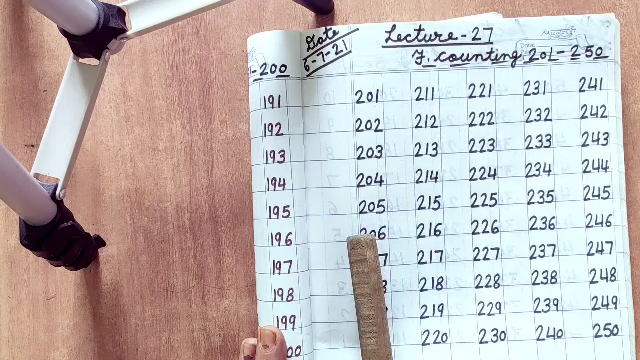 Lecture-27
Date
6-7-21
F. counting 201-250
-200
191 201 211 221 231 241
192 202 212 222 232 242
193 203 213 223 233 243
194 204 214 224 234 244
195 205 215 225 235 245
196 206 216 226 236 246
197 7 217 227 237 247
198 218 228 238 248
199 219 229 239 249
00 220 230 240 250